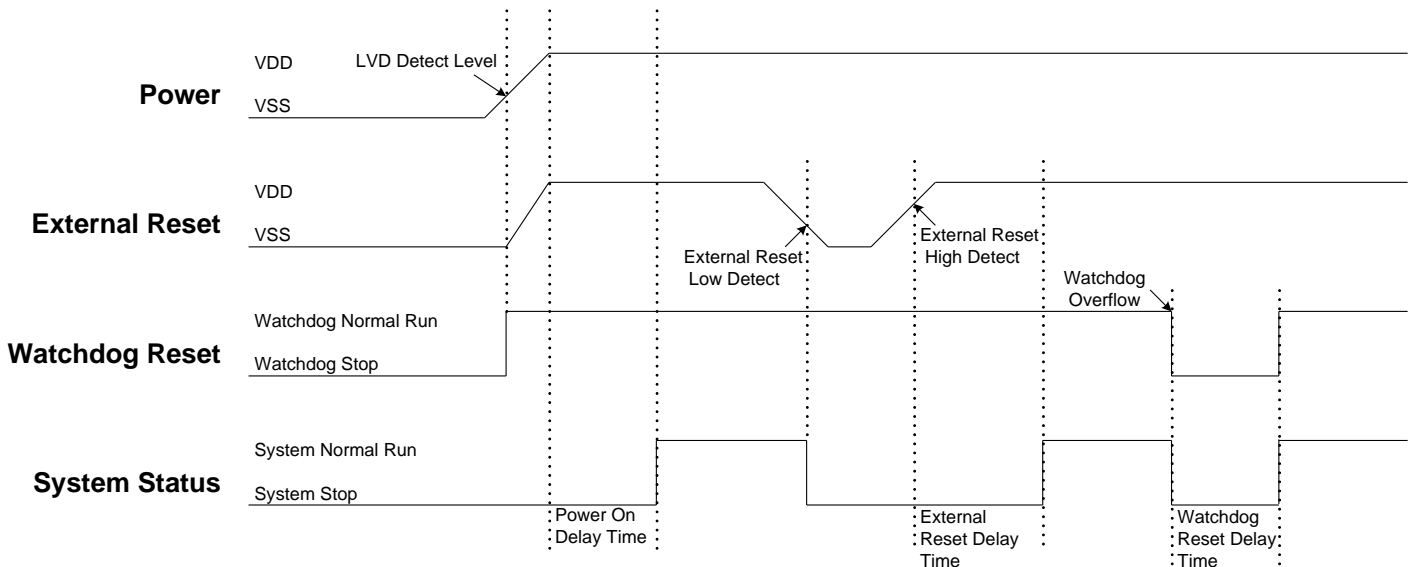 Power
VDD
VSS
LVD Detect Level
External Reset
VDD
VSS
External Reset
Low Detect
External Reset
High Detect
Watchdog Reset
Watchdog Normal Run
Watchdog Stop
Watchdog
Overflow
System Status
System Normal Run
System Stop
Power On
Delay Time
External
Reset Delay
Time
Watchdog
Reset Delay
Time